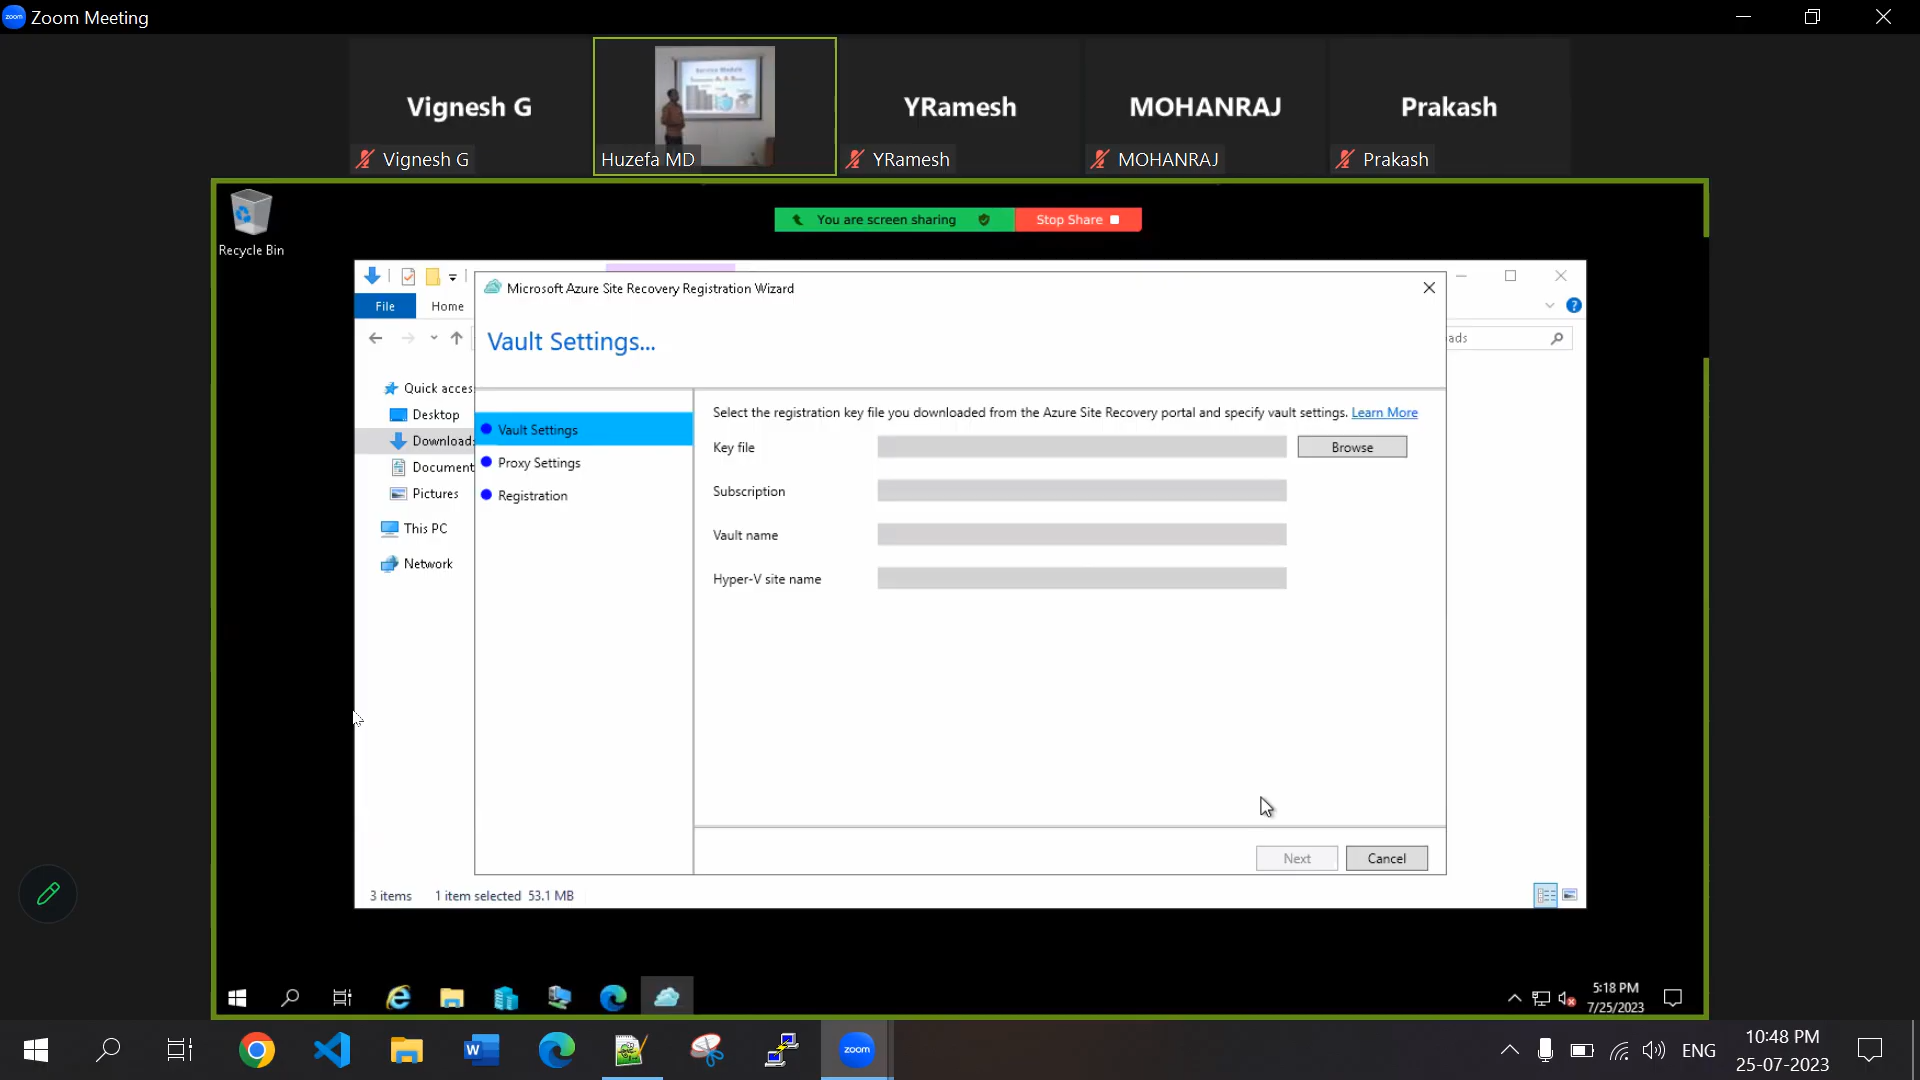 zoom Zoom Meeting
Vignesh G
YRamesh
MOHANRAJ
Prakash
Vignesh G
Huzefa MD
YRamesh
MOHANRAJ
Prakash
You are screen sharing
Stop Share
Recycle Bin
Microsoft Azure Site Recovery Registration Wizard
File
Home
Vault Settings...
ads
Quick acces
Desktop
Download
Document
Pictures
This PC
Network
Vault Settings
Proxy Settings
Registration
Select the registration key file you downloaded from the Azure Site Recovery portal and specify vault settings. Learn More
Key file
Browse
Subscription
Vault name
Hyper-V site name
Next
Cancel
3 items 1 item selected 53.1 MB
5:18 PM
7/25/2023
zoom
ENG
10:48 PM
25-07-2023